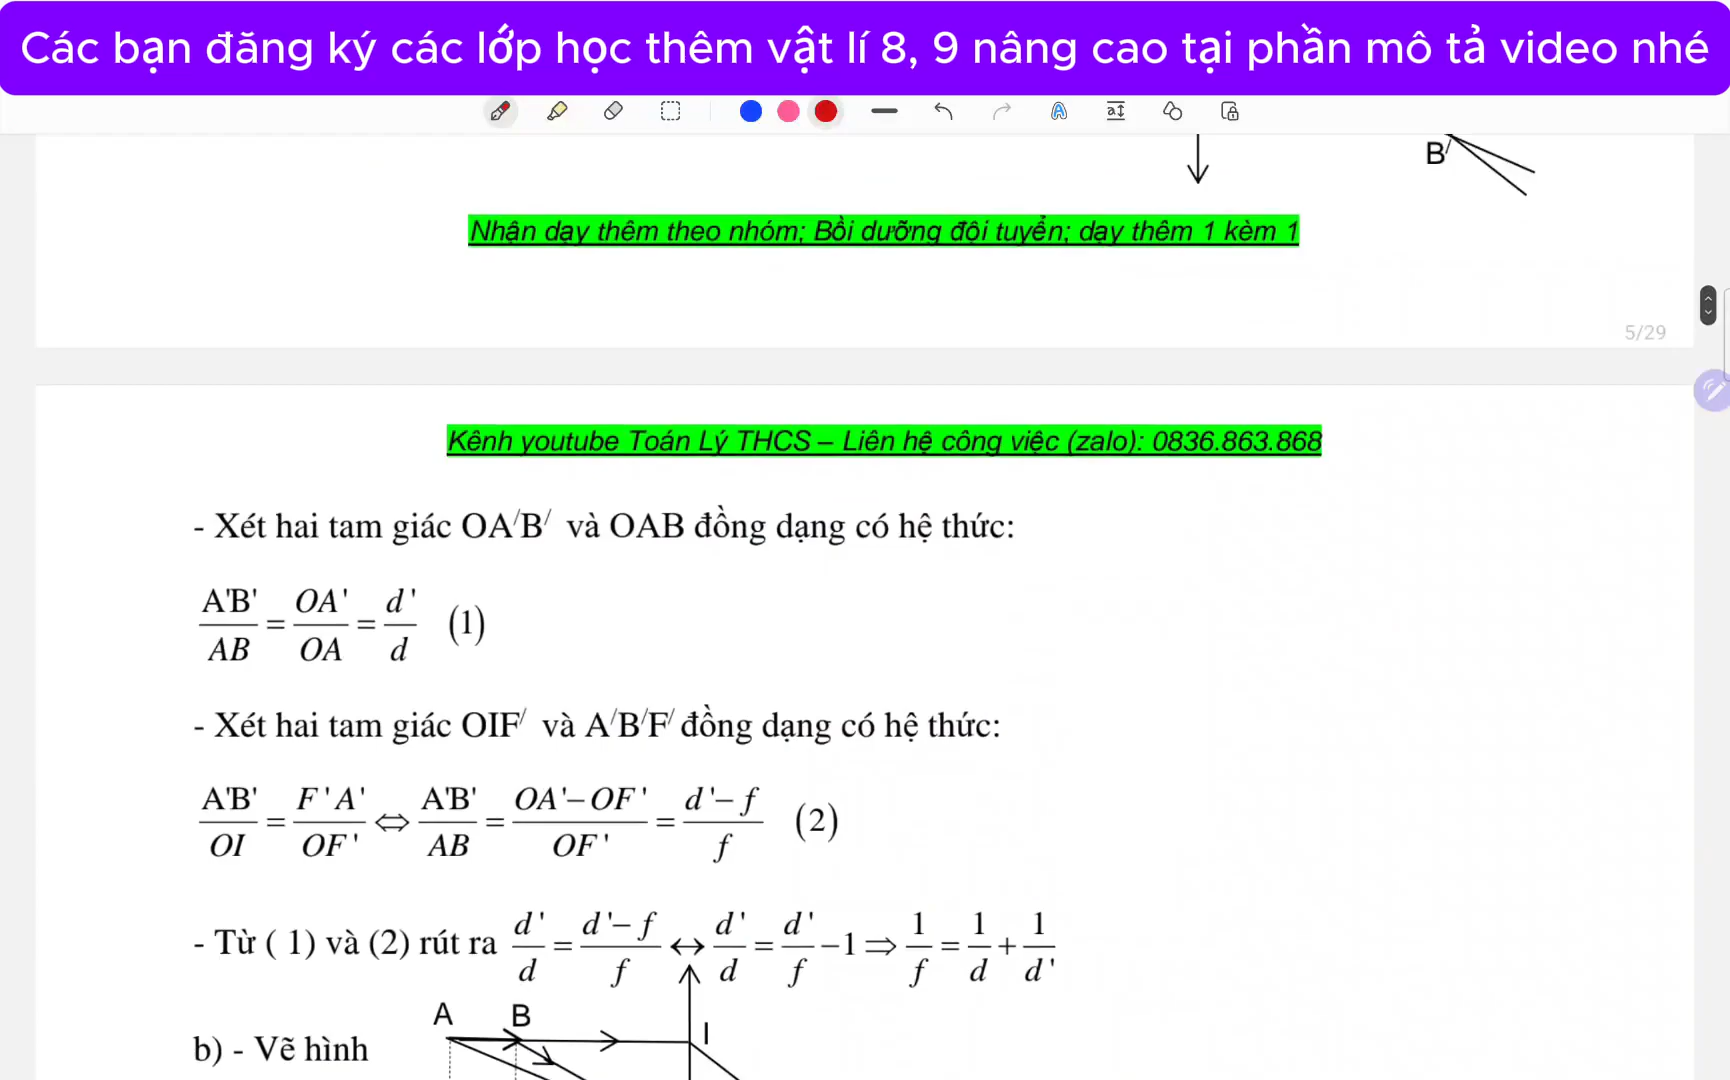 Các bạn đăng ký các lớp học thêm vật lí 8, 9 nâng cao tại phần mô tả video nhé
B/
Nhận dạy thêm theo nhóm; Bồi dưỡng đội tuyển; dạy thêm 1 kèm 1
5/29
Kênh youtube Toán Lý THCS – Liên hệ công việc (zalo): 0836.863.868
- Xét hai tam giác OA/B/ và OAB đồng dạng có hệ thức:
A'B'/AB = OA'/OA = d'/d (1)
- Xét hai tam giác OIF/ và A/B/F/ đồng dạng có hệ thức:
A'B'/OI = F'A'/OF' ⇔ A'B'/AB = OA'–OF'/OF' = d'–f/f (2)
- Từ ( 1) và (2) rút ra d'/d = d'–f/f ↔ d'/d = d'/f –1 ⇒ 1/f = 1/d + 1/d'
A B
I
b) - Vẽ hình